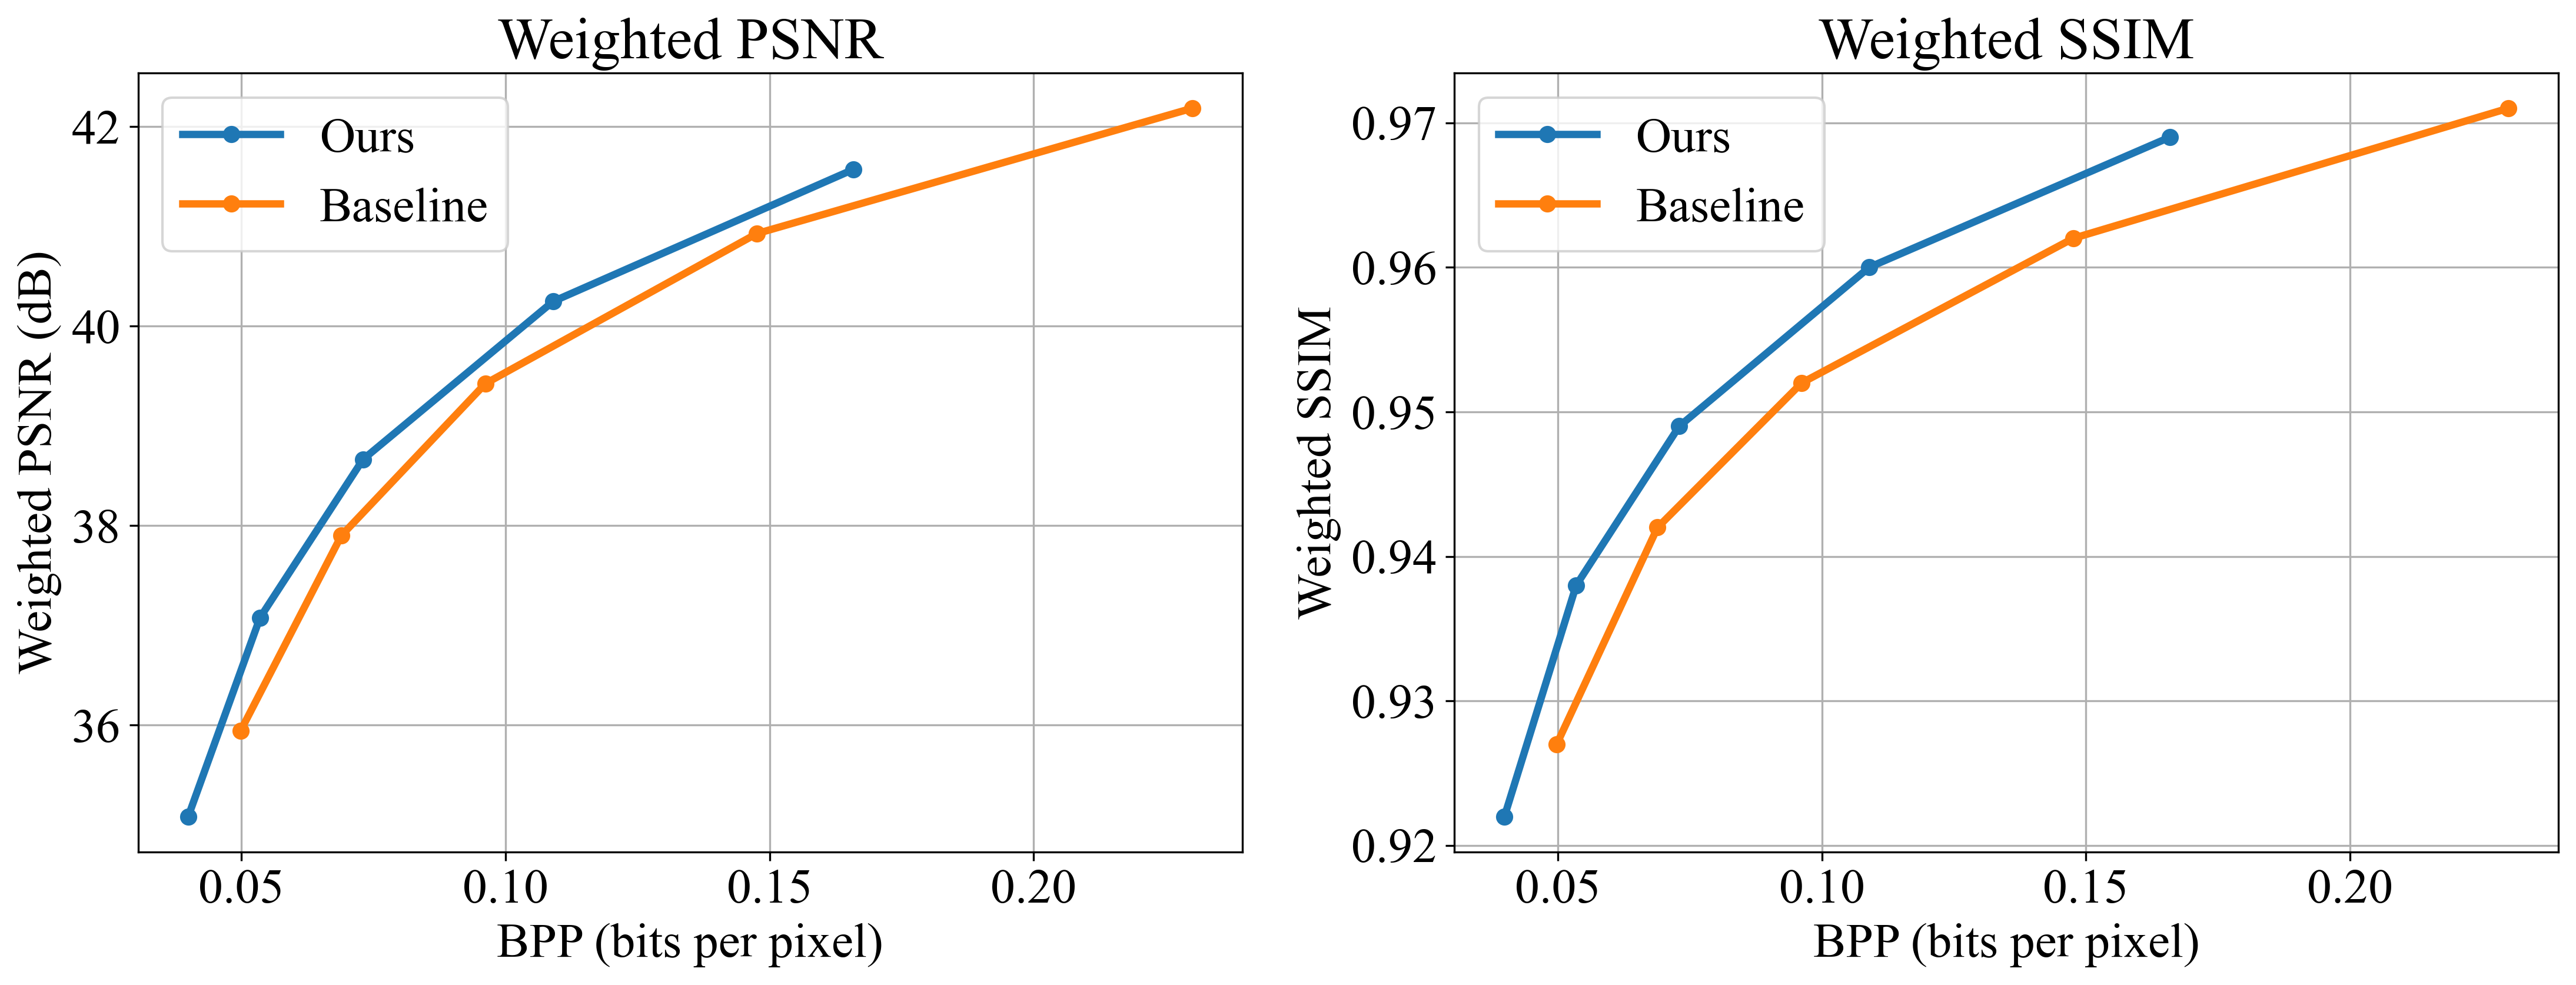 Weighted PSNR
Ours
Baseline
Weighted PSNR (dB)
42
40
38
36
0.05 0.10 0.15 0.20
BPP (bits per pixel)
Weighted SSIM
Ours
Baseline
Weighted SSIM
0.97
0.96
0.95
0.94
0.93
0.92
0.05 0.10 0.15 0.20
BPP (bits per pixel)